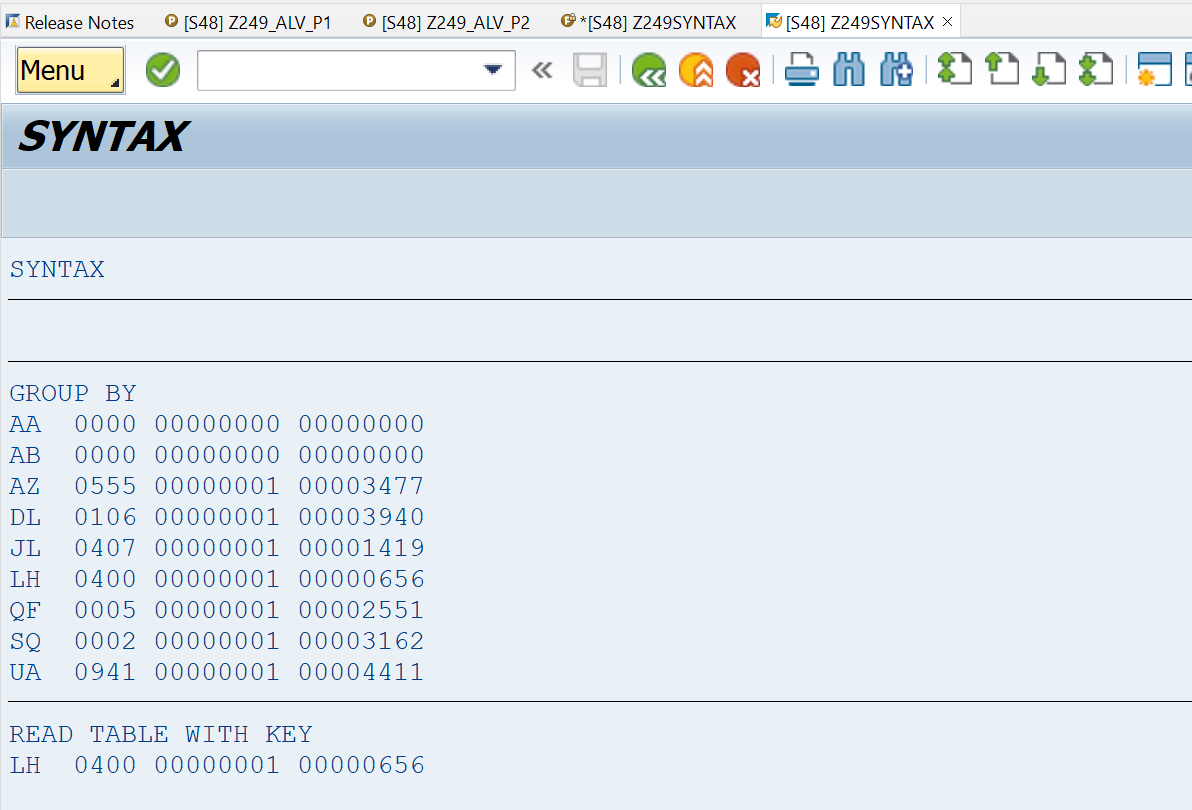 Release Notes
[S48] Z249_ALV_P1
[S48] Z249_ALV_P2
*[S48] Z249SYNTAX
[S48] Z249SYNTAX
Menu
SYNTAX
SYNTAX
GROUP BY
AA 0000 00000000 00000000
AB 0000 00000000 00000000
AZ 0555 00000001 00003477
DL 0106 00000001 00003940
JL 0407 00000001 00001419
LH 0400 00000001 00000656
QF 0005 00000001 00002551
SQ 0002 00000001 00003162
UA 0941 00000001 00004411
READ TABLE WITH KEY
LH 0400 00000001 00000656